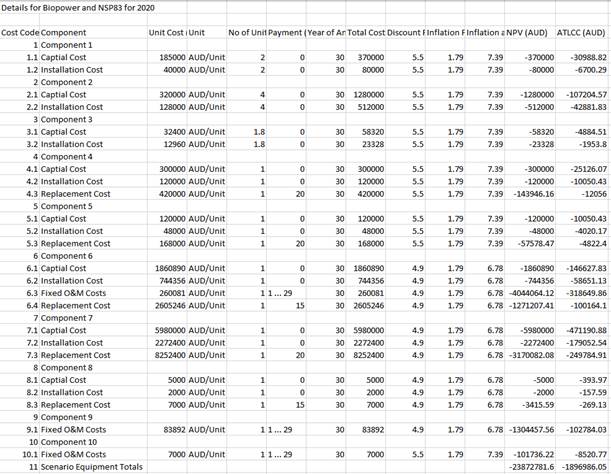 Details for Biopower and NSP83 for 2020
Cost Code Component Unit Cost ( Unit No of Unit Payment ( Year of An Total Cost Discount F Inflation F Inflation a NPV (AUD) ATLCC (AUD)
1 Component 1
1.1 Captial Cost 185000 AUD/Unit 2 0 30 370000 5.5 1.79 7.39 -370000 -30988.82
1.2 Installation Cost 40000 AUD/Unit 2 0 30 80000 5.5 1.79 7.39 -80000 -6700.29
2 Component 2
2.1 Captial Cost 320000 AUD/Unit 4 0 30 1280000 5.5 1.79 7.39 -1280000 -107204.57
2.2 Installation Cost 128000 AUD/Unit 4 0 30 512000 5.5 1.79 7.39 -512000 -42881.83
3 Component 3
3.1 Captial Cost 32400 AUD/Unit 1.8 0 30 58320 5.5 1.79 7.39 -58320 -4884.51
3.2 Installation Cost 12960 AUD/Unit 1.8 0 30 23328 5.5 1.79 7.39 -23328 -1953.8
4 Component 4
4.1 Captial Cost 300000 AUD/Unit 1 0 30 300000 5.5 1.79 7.39 -300000 -25126.07
4.2 Installation Cost 120000 AUD/Unit 1 0 30 120000 5.5 1.79 7.39 -120000 -10050.43
4.3 Replacement Cost 420000 AUD/Unit 1 20 30 420000 5.5 1.79 7.39 -143946.16 -12056
5 Component 5
5.1 Captial Cost 120000 AUD/Unit 1 0 30 120000 5.5 1.79 7.39 -120000 -10050.43
5.2 Installation Cost 48000 AUD/Unit 1 0 30 48000 5.5 1.79 7.39 -48000 -4020.17
5.3 Replacement Cost 168000 AUD/Unit 1 20 30 168000 5.5 1.79 7.39 -57578.47 -4822.4
6 Component 6
6.1 Captial Cost 1860890 AUD/Unit 1 0 30 1860890 4.9 1.79 6.78 -1860890 -146627.83
6.2 Installation Cost 744356 AUD/Unit 1 0 30 744356 4.9 1.79 6.78 -744356 -58651.13
6.3 Fixed O&M Costs 260081 AUD/Unit 1 1 ... 29 30 260081 4.9 1.79 6.78 -4044064.12 -318649.86
6.4 Replacement Cost 2605246 AUD/Unit 1 15 30 2605246 4.9 1.79 6.78 -1271207.41 -100164.1
7 Component 7
7.1 Captial Cost 5980000 AUD/Unit 1 0 30 5980000 4.9 1.79 6.78 -5980000 -471190.88
7.2 Installation Cost 2272400 AUD/Unit 1 0 30 2272400 4.9 1.79 6.78 -2272400 -179052.54
7.3 Replacement Cost 8252400 AUD/Unit 1 20 30 8252400 4.9 1.79 6.78 -3170082.08 -249784.91
8 Component 8
8.1 Captial Cost 5000 AUD/Unit 1 0 30 5000 4.9 1.79 6.78 -5000 -393.97
8.2 Installation Cost 2000 AUD/Unit 1 0 30 2000 4.9 1.79 6.78 -2000 -157.59
8.3 Replacement Cost 7000 AUD/Unit 1 15 30 7000 4.9 1.79 6.78 -3415.59 -269.13
9 Component 9
9.1 Fixed O&M Costs 83892 AUD/Unit 1 1 ... 29 30 83892 4.9 1.79 6.78 -1304457.56 -102784.03
10 Component 10
10.1 Fixed O&M Costs 7000 AUD/Unit 1 1 ... 29 30 7000 5.5 1.79 7.39 -101736.22 -8520.77
11 Scenario Equipment Totals -23872781.6 -1896986.05